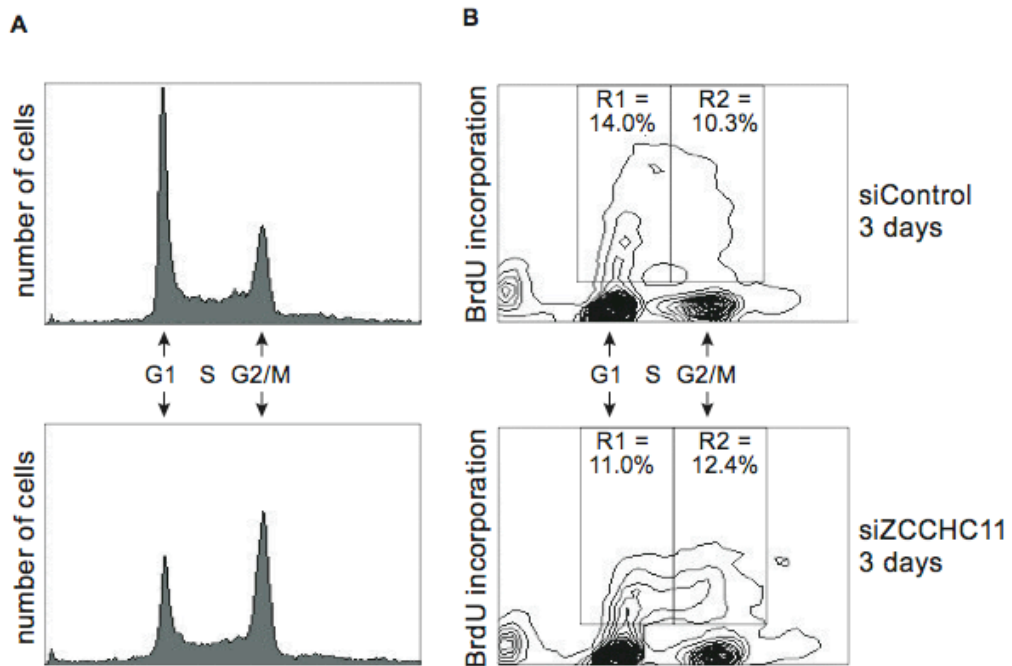 A
B
number of cells
BrdU incorporation
R1 =
14.0%
R2 =
10.3%
siControl
3 days
G1 S G2/M
G1 S G2/M
number of cells
BrdU incorporation
R1 =
11.0%
R2 =
12.4%
siZCCHC11
3 days